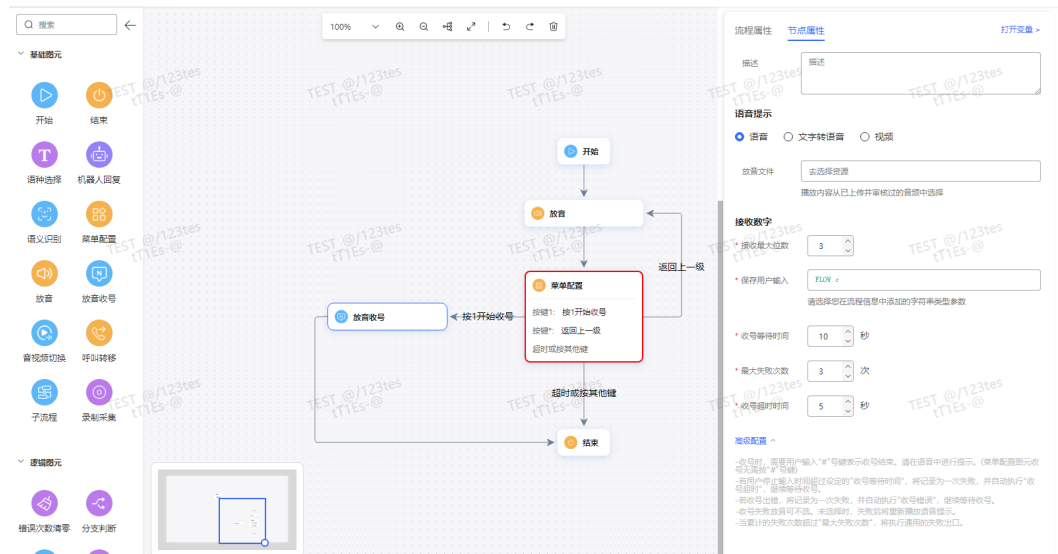 搜索
基础图元
开始
结束
语种选择
机器人回复
语义识别
菜单配置
放音
放音收号
音视频切换
呼叫转移
子流程
录制采集
逻辑图元
错误次数清零
分支判断
100%
开始
放音
返回上一级
菜单配置
按键1: 按1开始收号
按键*: 返回上一级
超时或按其他键
按1开始收号
放音收号
超时或按其他键
结束
流程属性
节点属性
打开变量 >
描述
描述
语音提示
语音
文字转语音
视频
放音文件
去选择资源
播放内容从已上传并审核过的音频中选择
接收数字
* 接收最大位数
3
* 保存用户输入
FLOW.c
请选择您在流程信息中添加的字符串类型参数
* 收号等待时间
10
秒
* 最大失败次数
3
次
* 收号超时时间
5
秒
高级配置
-收号时，需要用户输入"#"号键表示收号结束。请在语音中进行提示。(菜单配置图元收
号无需按"#"号键)
-若用户停止输入时间超过设定的"收号等待时间"，将记录为一次失败，并自动执行"收
号超时"，继续等待收号。
-若收号出错，将记录为一次失败，并自动执行"收号错误"，继续等待收号。
-收号失败放音可不选。未选择时，失败后将重新播放语音提示。
-当累计的失败次数超过"最大失败次数"，将执行通用的失败出口。
TEST @/123tes
tT1Es-@
TEST @/123tes
tT1Es-@
TEST @/123tes
tT1Es-@
TEST @/123tes
tT1Es-@
TEST @/123tes
tT1Es-@